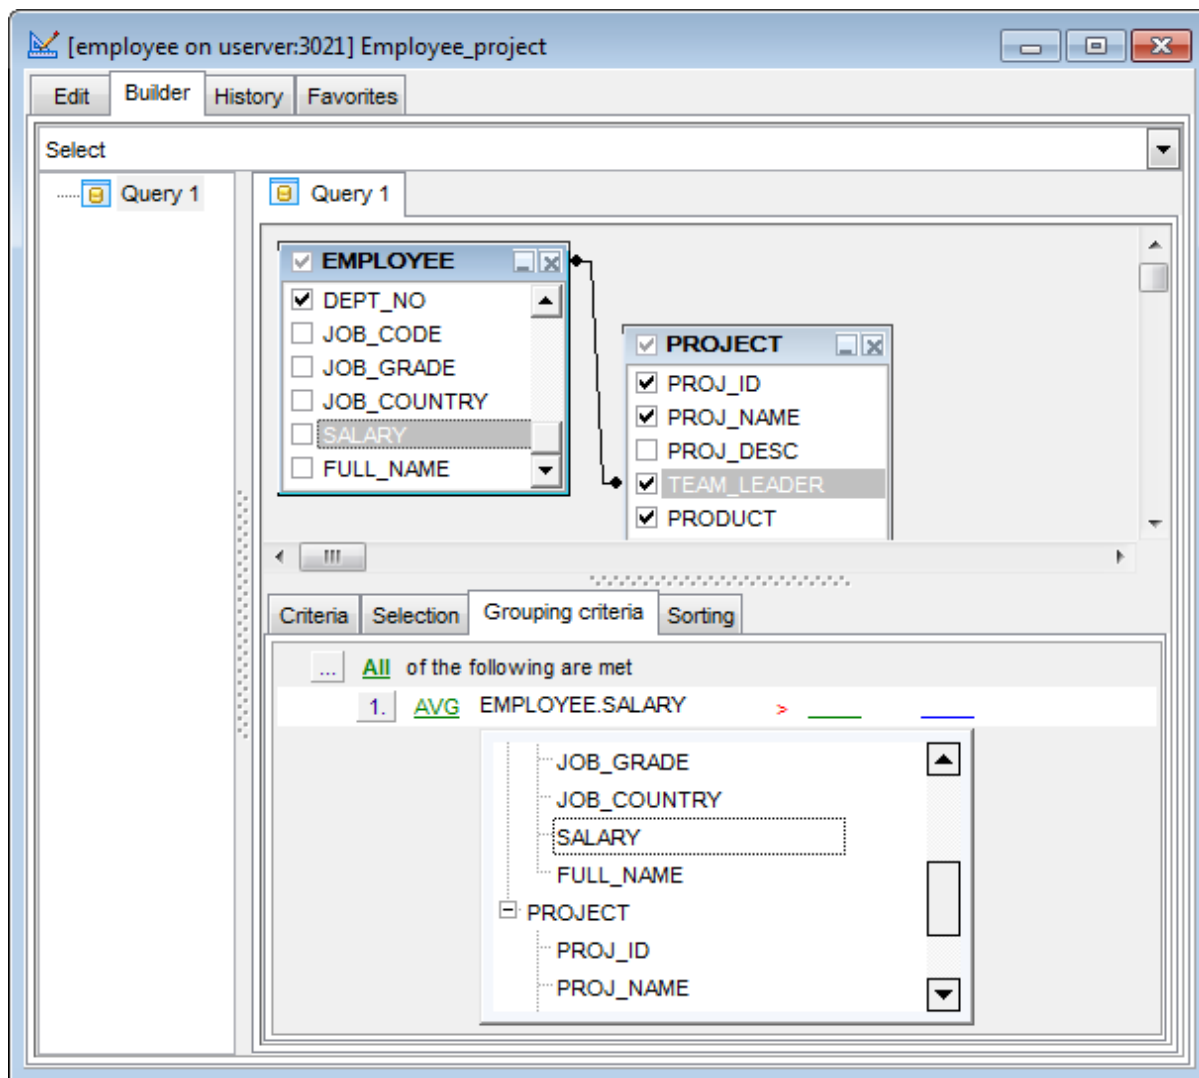 [employee on userver:3021] Employee_project
Edit Builder History Favorites
Select
Query 1
Query 1
EMPLOYEE
DEPT_NO
JOB_CODE
JOB_GRADE
JOB_COUNTRY
SALARY
FULL_NAME
PROJECT
PROJ_ID
PROJ_NAME
PROJ_DESC
TEAM_LEADER
PRODUCT
Criteria Selection Grouping criteria Sorting
... All of the following are met
1. AVG EMPLOYEE.SALARY >
JOB_GRADE
JOB_COUNTRY
SALARY
FULL_NAME
PROJECT
PROJ_ID
PROJ_NAME